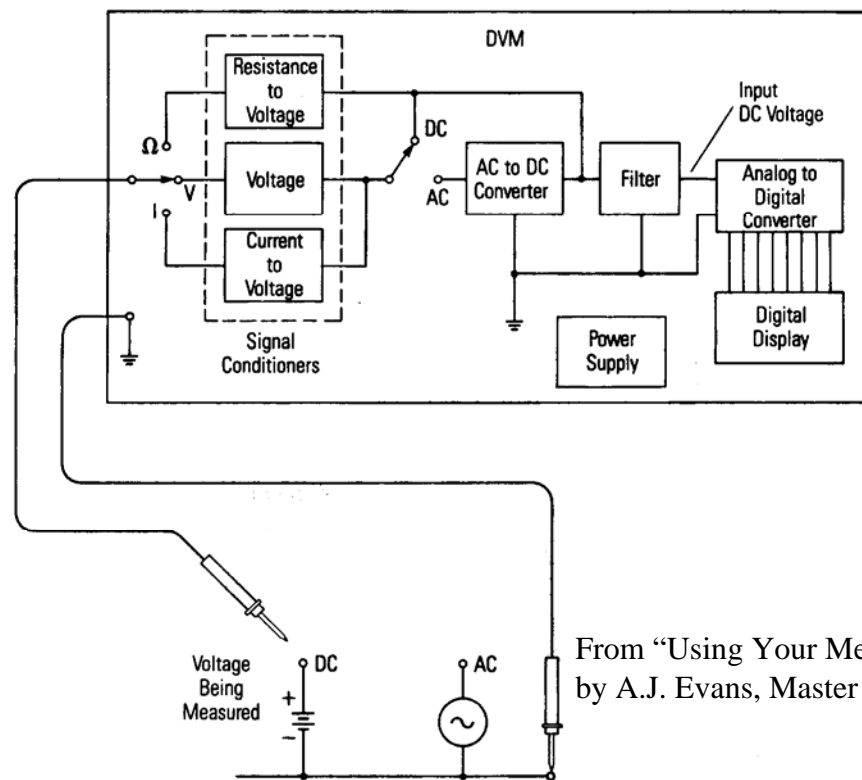 DVM
Resistance
to
Voltage
Input
DC Voltage
Ω
DC
V
Voltage
AC
AC to DC
Converter
Filter
Analog to
Digital
Converter
I
Current
to
Voltage
Signal
Conditioners
Power
Supply
Digital
Display
Voltage
Being
Measured
DC
+
−
AC
From “Using Your Me
by A.J. Evans, Master